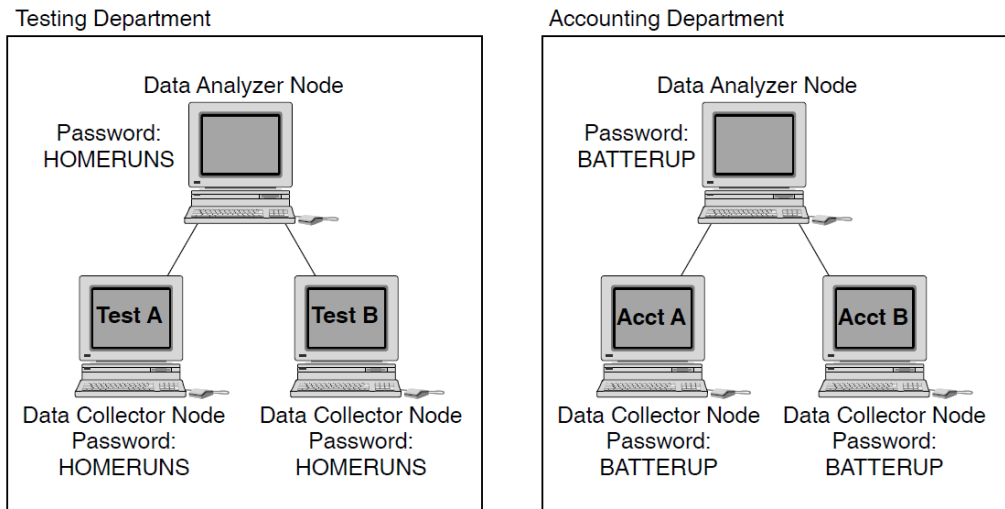 Testing Department
Data Analyzer Node
Password:
HOMERUNS
Test A
Test B
Data Collector Node
Password:
HOMERUNS
Data Collector Node
Password:
HOMERUNS
Accounting Department
Data Analyzer Node
Password:
BATTERUP
Acct A
Acct B
Data Collector Node
Password:
BATTERUP
Data Collector Node
Password:
BATTERUP